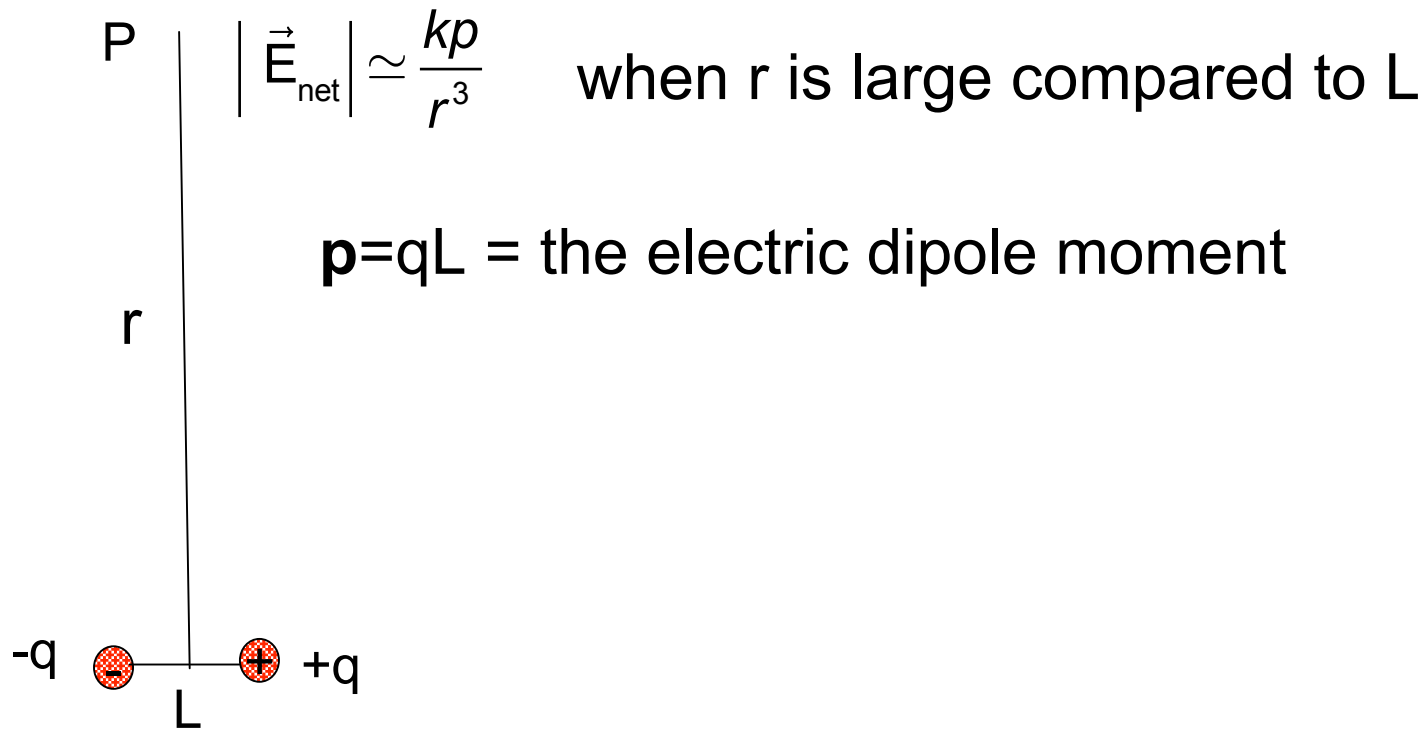 P |E⃗net| ≃ kp/r³ when r is large compared to L
p=qL = the electric dipole moment
r
-q - + +q
L